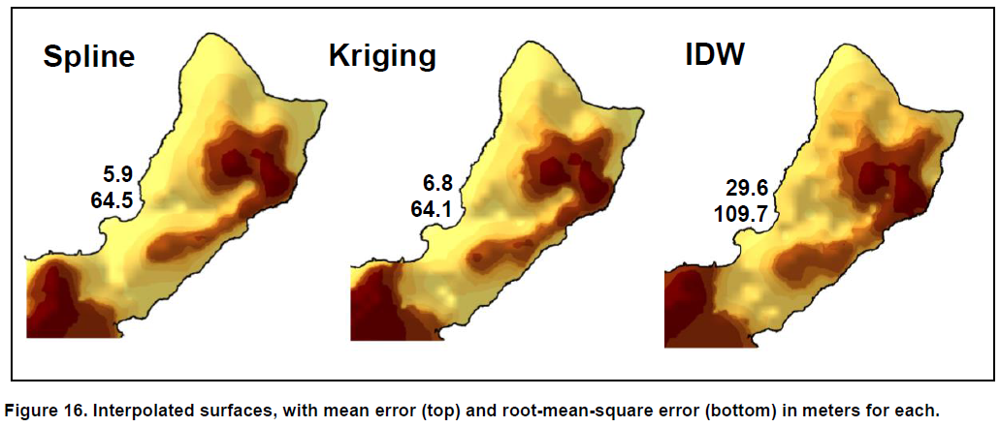 Spline
Kriging
IDW
5.9
64.5
6.8
64.1
29.6
109.7
Figure 16. Interpolated surfaces, with mean error (top) and root-mean-square error (bottom) in meters for each.